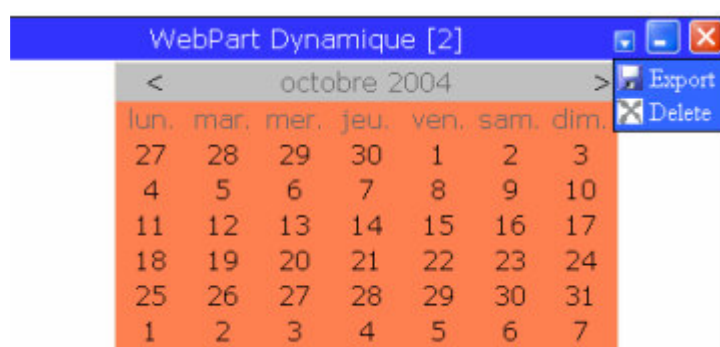 WebPart Dynamique [2]
< octobre 2004 >
Export
Delete
lun. mar. mer. jeu. ven. sam. dim.
27 28 29 30 1 2 3
4 5 6 7 8 9 10
11 12 13 14 15 16 17
18 19 20 21 22 23 24
25 26 27 28 29 30 31
1 2 3 4 5 6 7